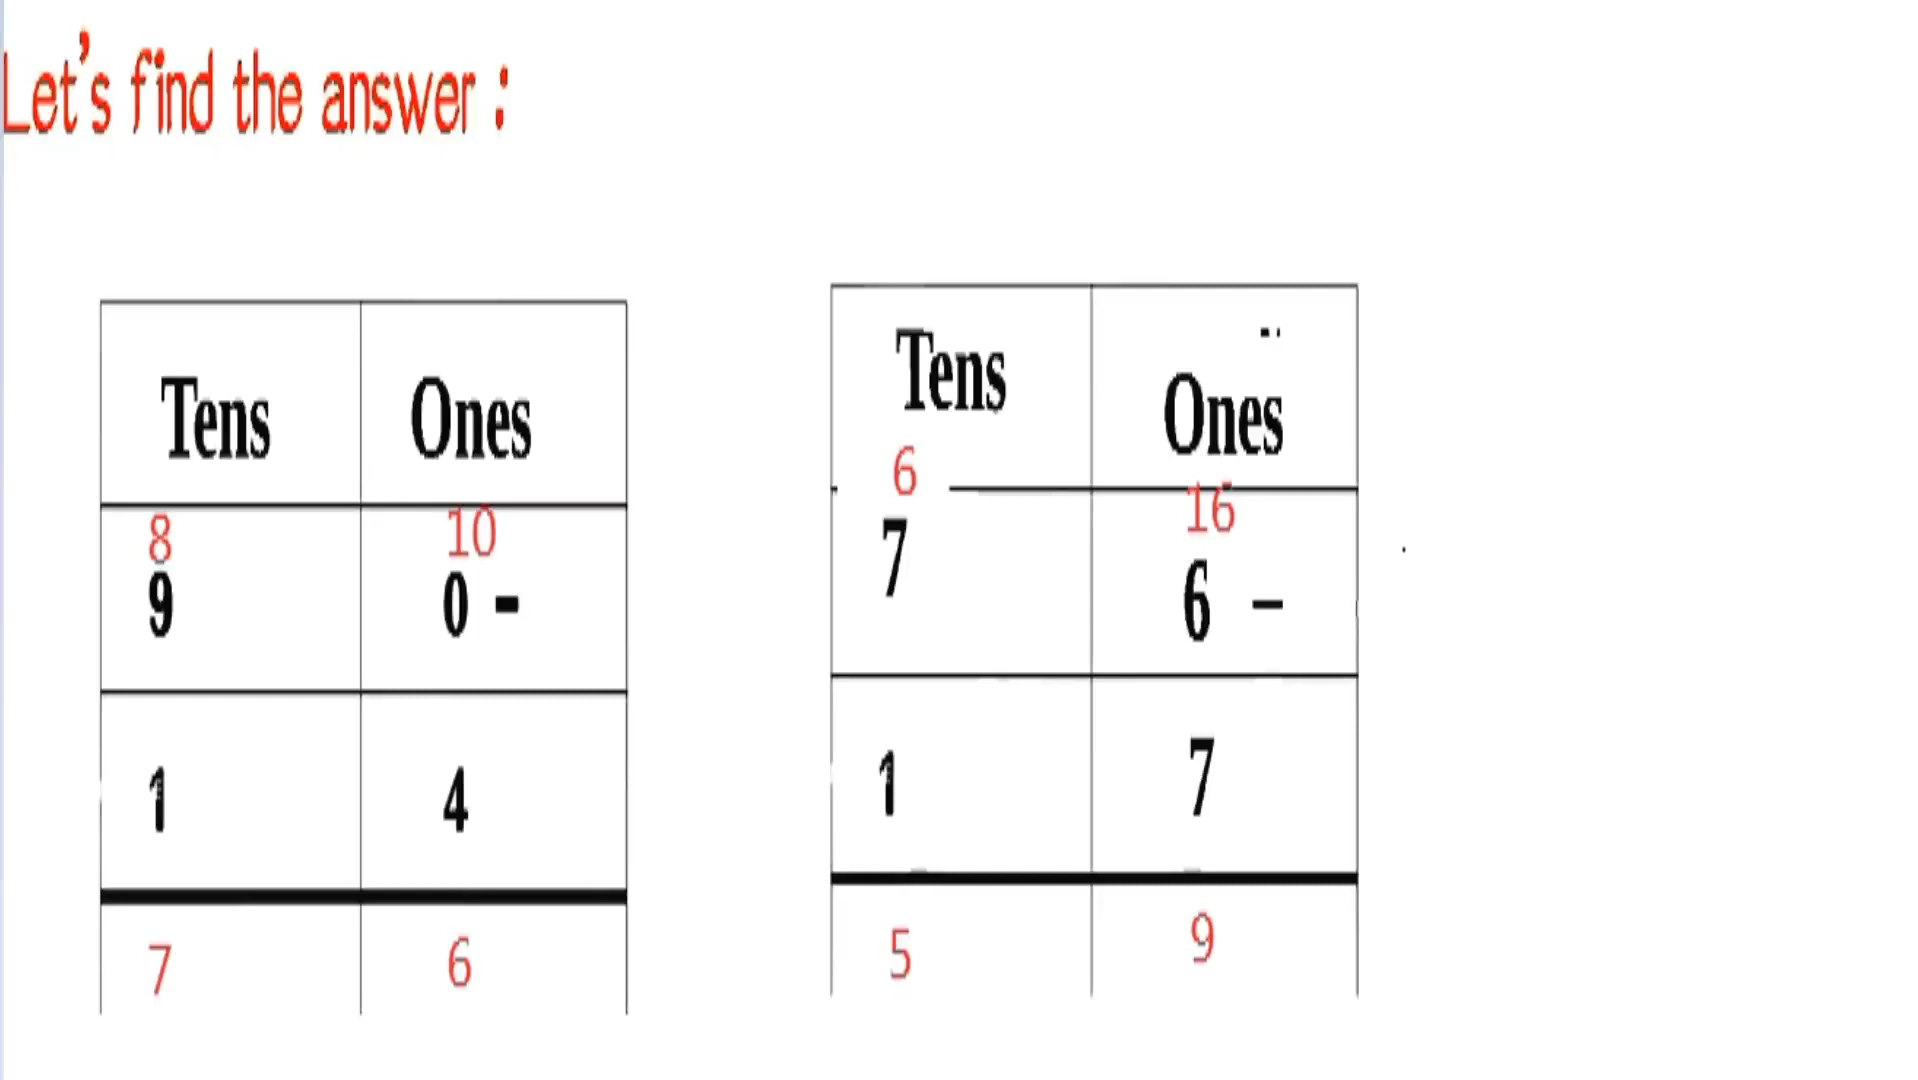 Let's find the answer :
Tens Ones
8 10
9 0 -
1 4
7 6
Tens Ones
6 16
7 6 –
1 7
5 9